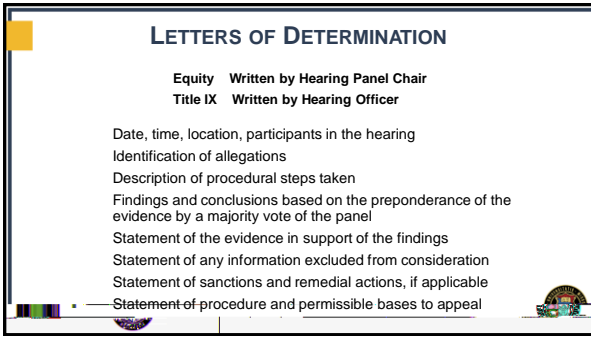 LETTERS OF DETERMINATION
Equity Written by Hearing Panel Chair
Title IX Written by Hearing Officer
Date, time, location, participants in the hearing
Identification of allegations
Description of procedural steps taken
Findings and conclusions based on the preponderance of the
evidence by a majority vote of the panel
Statement of the evidence in support of the findings
Statement of any information excluded from consideration
Statement of sanctions and remedial actions, if applicable
Statement of procedure and permissible bases to appeal